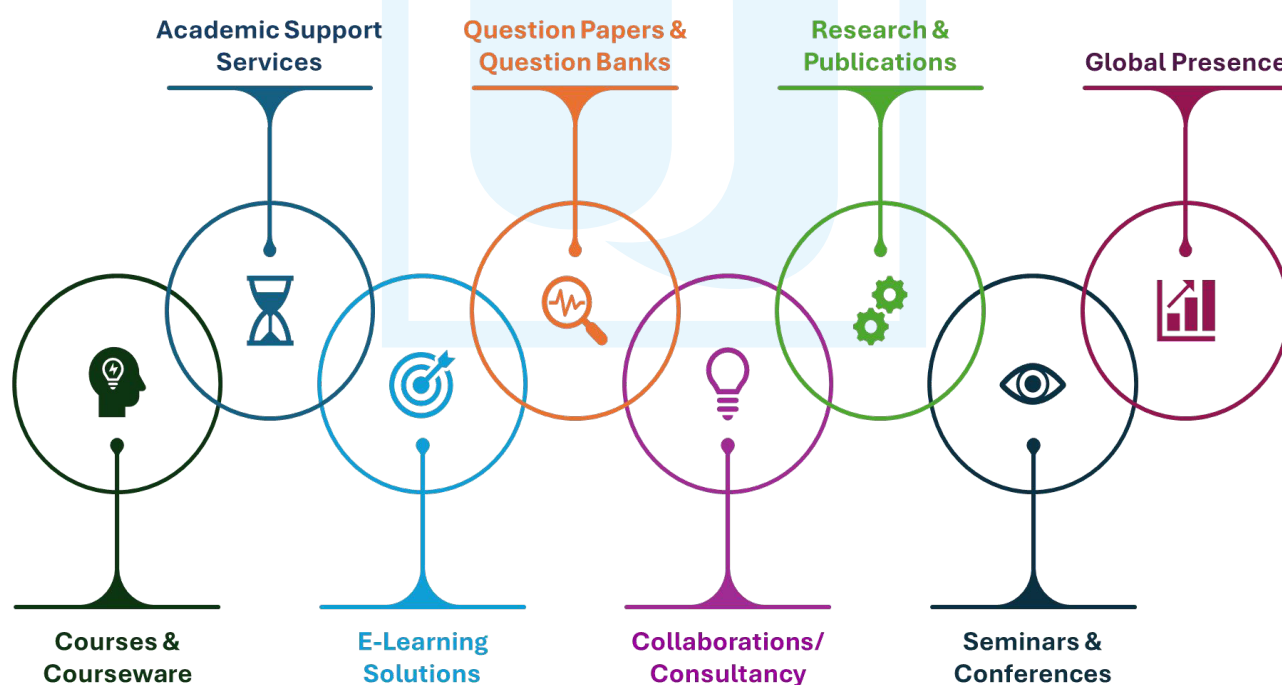 Academic Support
Services
Question Papers &
Question Banks
Research &
Publications
Global Presence
Courses &
Courseware
E-Learning
Solutions
Collaborations/
Consultancy
Seminars &
Conferences